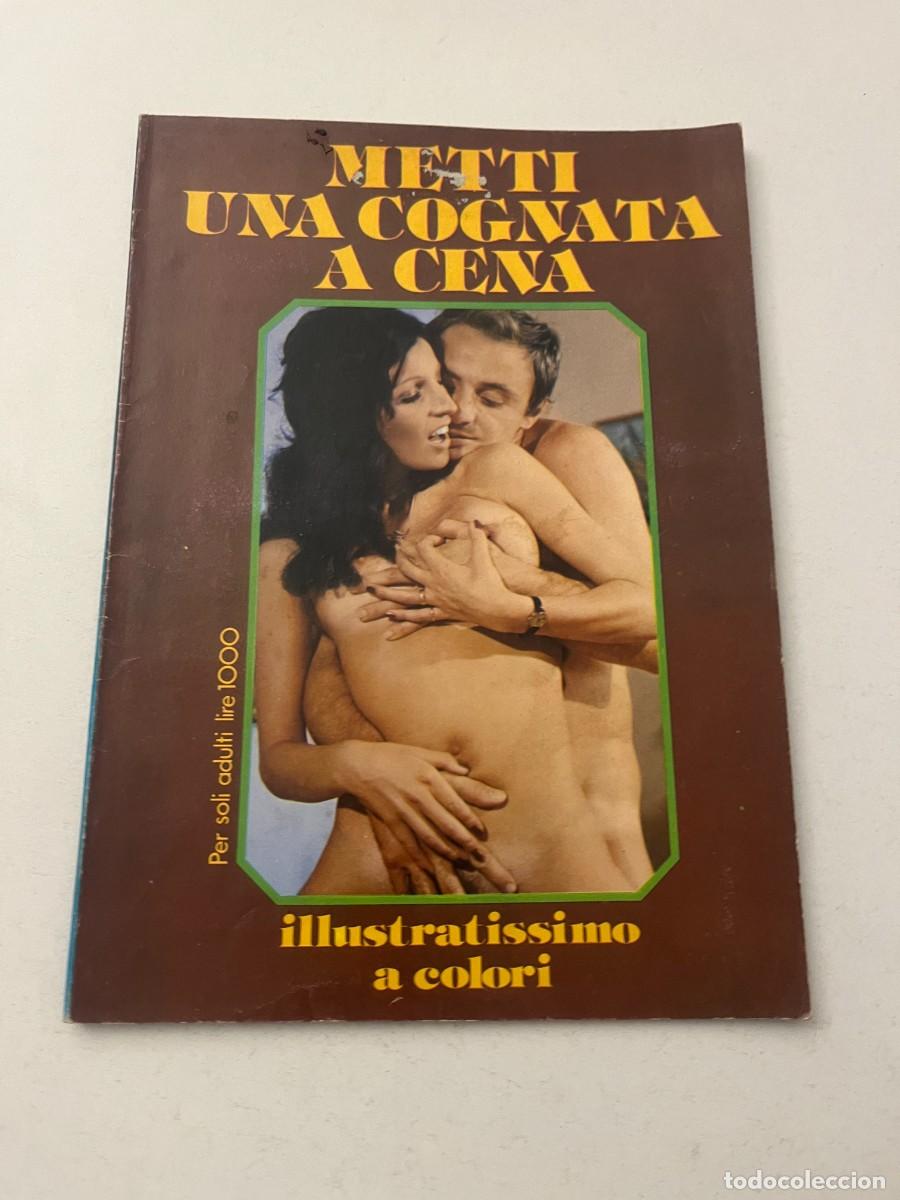 METTI
UNA COGNATA
A CENA
Per soli adulti lire 1000
illustratissimo
a colori
todocoleccion